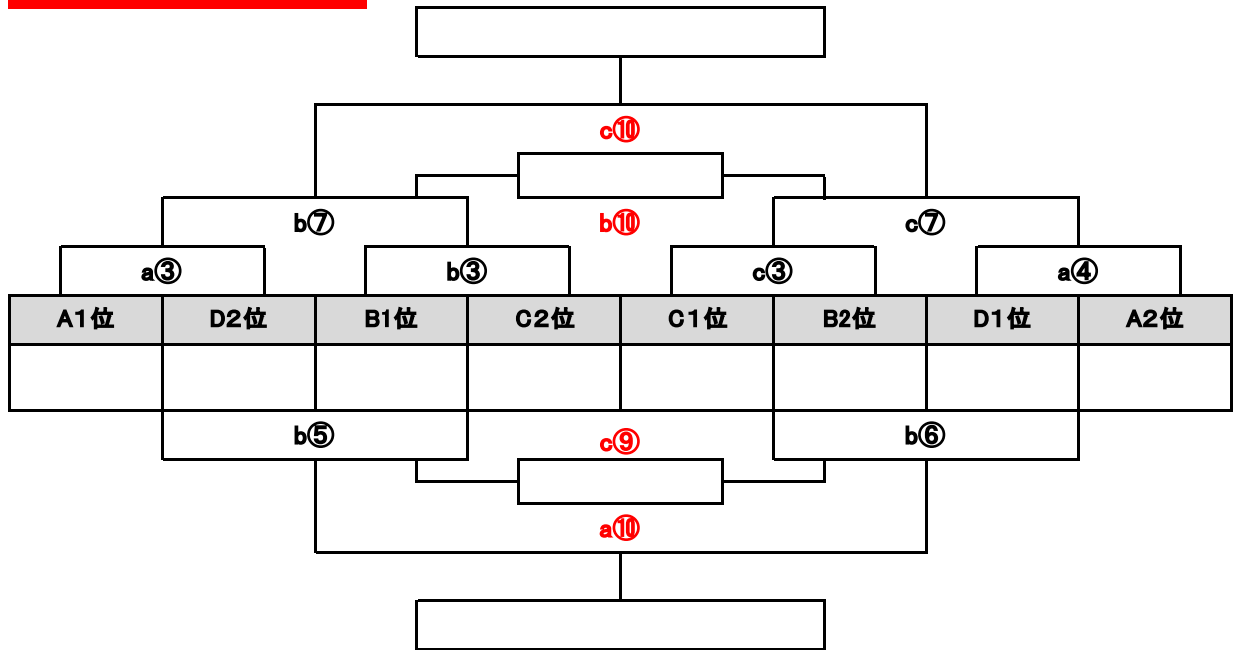 c⑩
b⑦ b⑩ c⑦
a③ b③ c③ a④
A1位 D2位 B1位 C2位 C1位 B2位 D1位 A2位
b⑤ c⑨ b⑥
a⑩